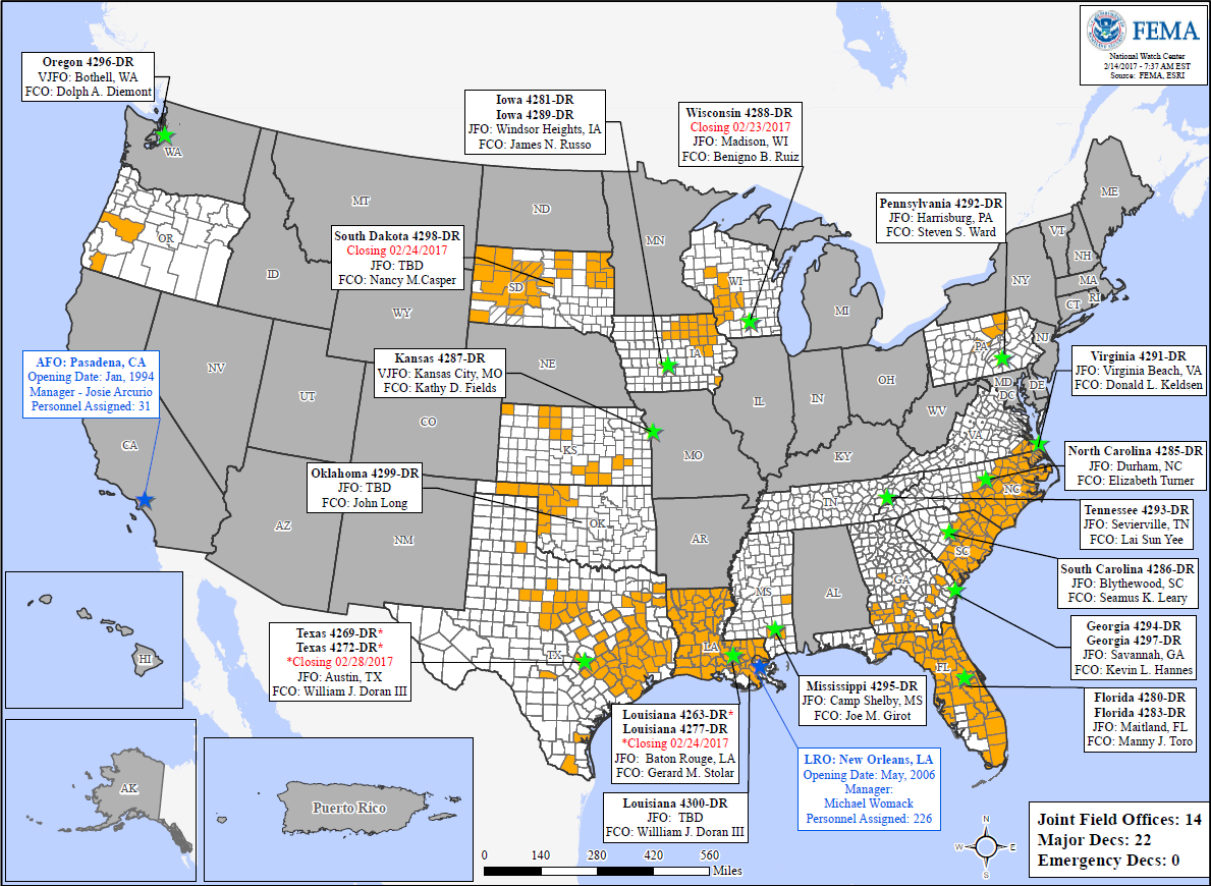 FEMA
National Watch Center
2/14/2017 - 7:37 AM EST
Source: FEMA, ESRI
Oregon 4296-DR
VJFO: Bothell, WA
FCO: Dolph A. Diemont
Iowa 4281-DR
Iowa 4289-DR
JFO: Windsor Heights, IA
FCO: James N. Russo
Wisconsin 4288-DR
Closing 02/23/2017
JFO: Madison, WI
FCO: Benigno B. Ruiz
Pennsylvania 4292-DR
JFO: Harrisburg, PA
FCO: Steven S. Ward
South Dakota 4298-DR
Closing 02/24/2017
JFO: TBD
FCO: Nancy M.Casper
AFO: Pasadena, CA
Opening Date: Jan, 1994
Manager - Josie Arcurio
Personnel Assigned: 31
Kansas 4287-DR
VJFO: Kansas City, MO
FCO: Kathy D. Fields
Virginia 4291-DR
JFO: Virginia Beach, VA
FCO: Donald L. Keldsen
Oklahoma 4299-DR
JFO: TBD
FCO: John Long
North Carolina 4285-DR
JFO: Durham, NC
FCO: Elizabeth Turner
Tennessee 4293-DR
JFO: Sevierville, TN
FCO: Lai Sun Yee
South Carolina 4286-DR
JFO: Blythewood, SC
FCO: Seamus K. Leary
Georgia 4294-DR
Georgia 4297-DR
JFO: Savannah, GA
FCO: Kevin L. Hannes
Texas 4269-DR*
Texas 4272-DR*
*Closing 02/28/2017
JFO: Austin, TX
FCO: William J. Doran III
Mississippi 4295-DR
JFO: Camp Shelby, MS
FCO: Joe M. Girot
Florida 4280-DR
Florida 4283-DR
JFO: Maitland, FL
FCO: Manny J. Toro
Louisiana 4263-DR*
Louisiana 4277-DR
*Closing 02/24/2017
JFO: Baton Rouge, LA
FCO: Gerard M. Stolar
LRO: New Orleans, LA
Opening Date: May, 2006
Manager:
Michael Womack
Personnel Assigned: 226
Louisiana 4300-DR
JFO: TBD
FCO: Willliam J. Doran III
WA
MT
ND
MN
ME
OR
ID
SD
WI
VT
NH
NY
MA
RI
CT
WY
MI
PA
NJ
NV
NE
IA
OH
MD
DE
DC
UT
CO
IL
IN
WV
VA
CA
KS
MO
KY
NC
TN
AZ
NM
OK
AR
SC
MS
AL
GA
TX
LA
FL
HI
AK
Puerto Rico
N
W
E
S
0
140
280
420
560
Miles
Joint Field Offices: 14
Major Decs: 22
Emergency Decs: 0